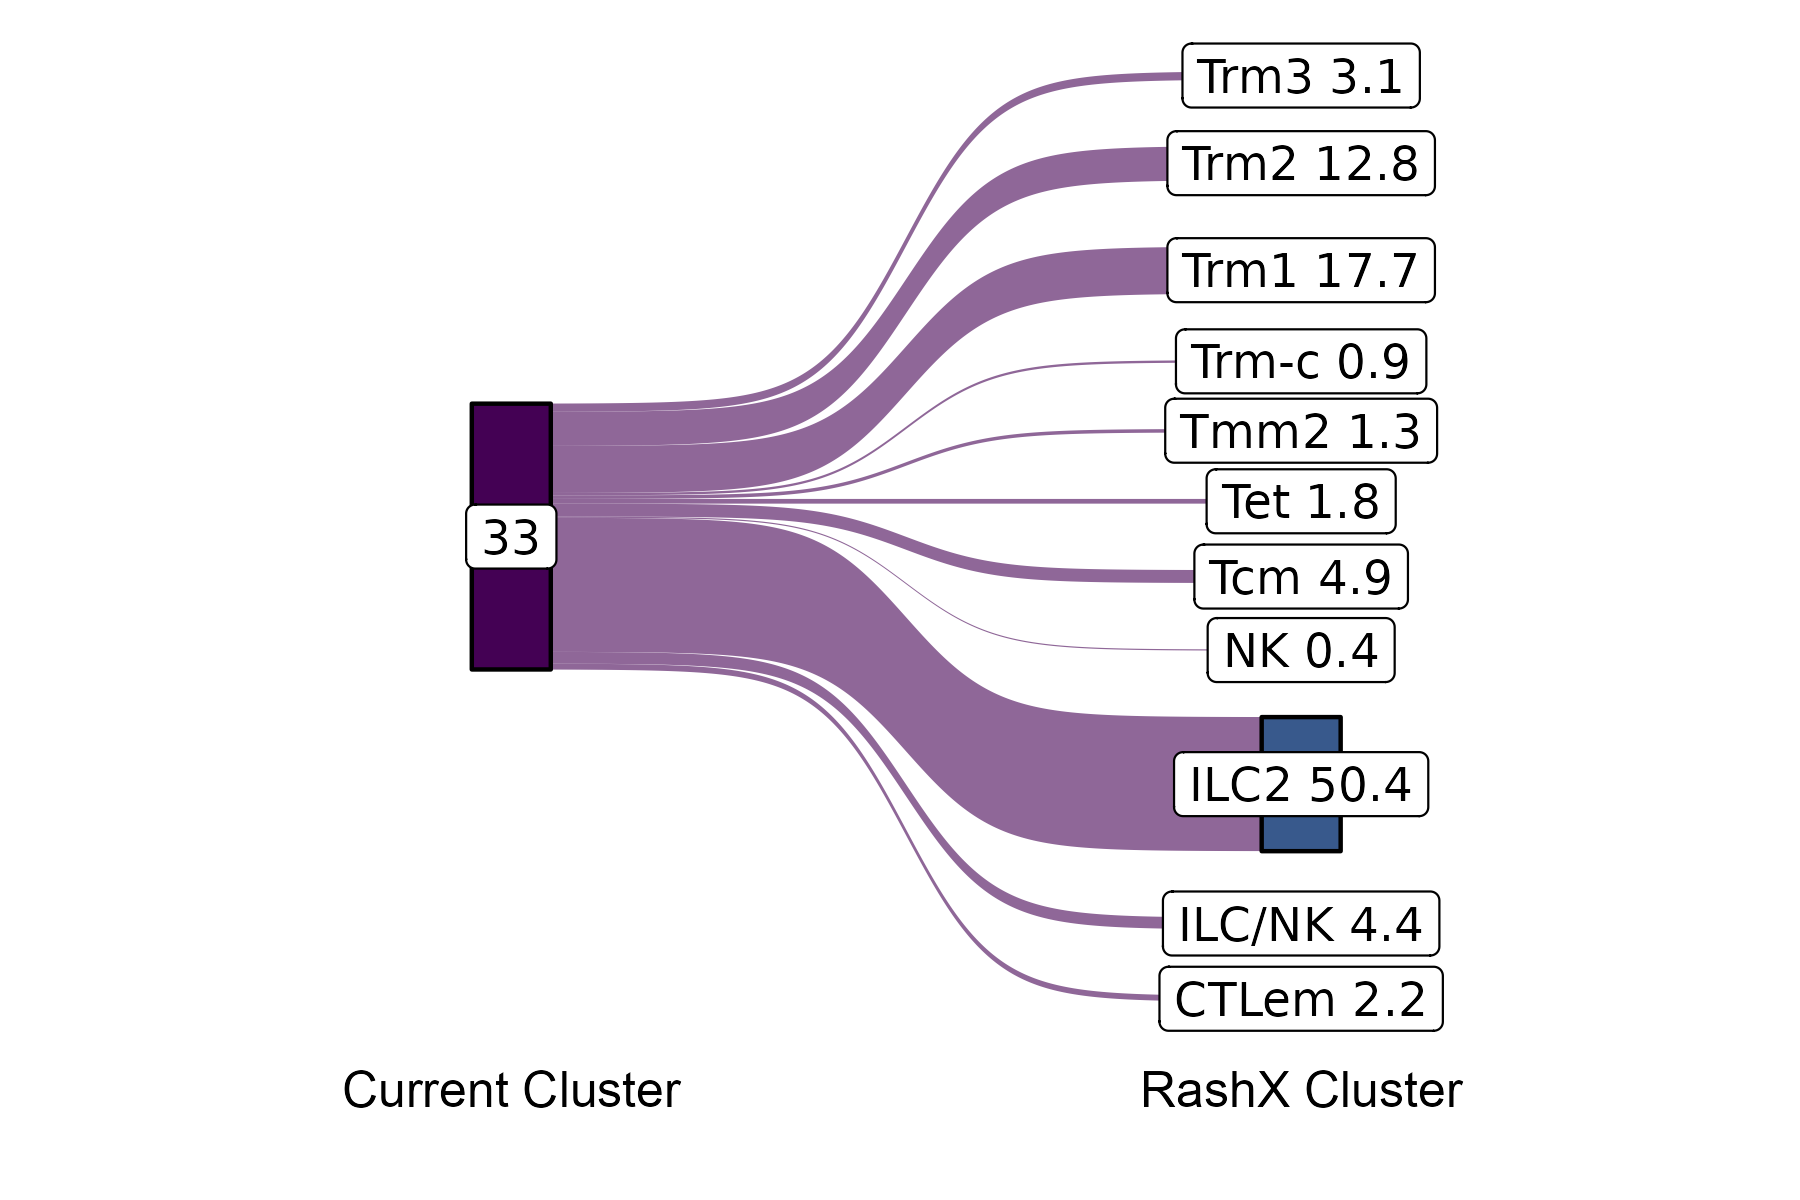 Trm3 3.1
Trm2 12.8
Trm1 17.7
Trm-c 0.9
Tmm2 1.3
Tet 1.8
33
Tcm 4.9
NK 0.4
ILC2 50.4
ILC/NK 4.4
CTLem 2.2
Current Cluster
RashX Cluster